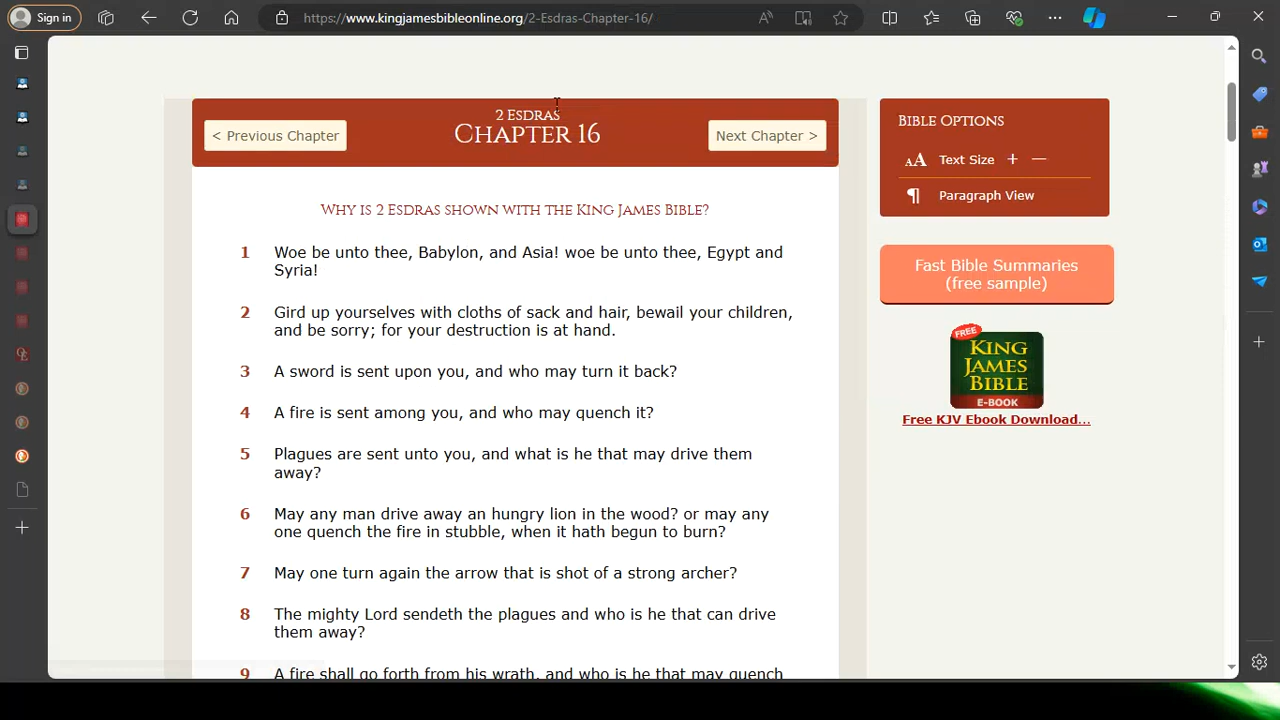 Sign in
https://www.kingjamesbibleonline.org/2-Esdras-Chapter-16/
2 Esdras
Chapter 16
< Previous Chapter
Next Chapter >
Why is 2 Esdras shown with the King James Bible?
1 Woe be unto thee, Babylon, and Asia! woe be unto thee, Egypt and
Syria!
2 Gird up yourselves with cloths of sack and hair, bewail your children,
and be sorry; for your destruction is at hand.
3 A sword is sent upon you, and who may turn it back?
4 A fire is sent among you, and who may quench it?
5 Plagues are sent unto you, and what is he that may drive them
away?
6 May any man drive away an hungry lion in the wood? or may any
one quench the fire in stubble, when it hath begun to burn?
7 May one turn again the arrow that is shot of a strong archer?
8 The mighty Lord sendeth the plagues and who is he that can drive
them away?
9 A fire shall go forth from his wrath, and who is he that may quench
Bible Options
AA Text Size + —
¶ Paragraph View
Fast Bible Summaries
(free sample)
FREE
KING
JAMES
BIBLE
E-BOOK
Free KJV Ebook Download...